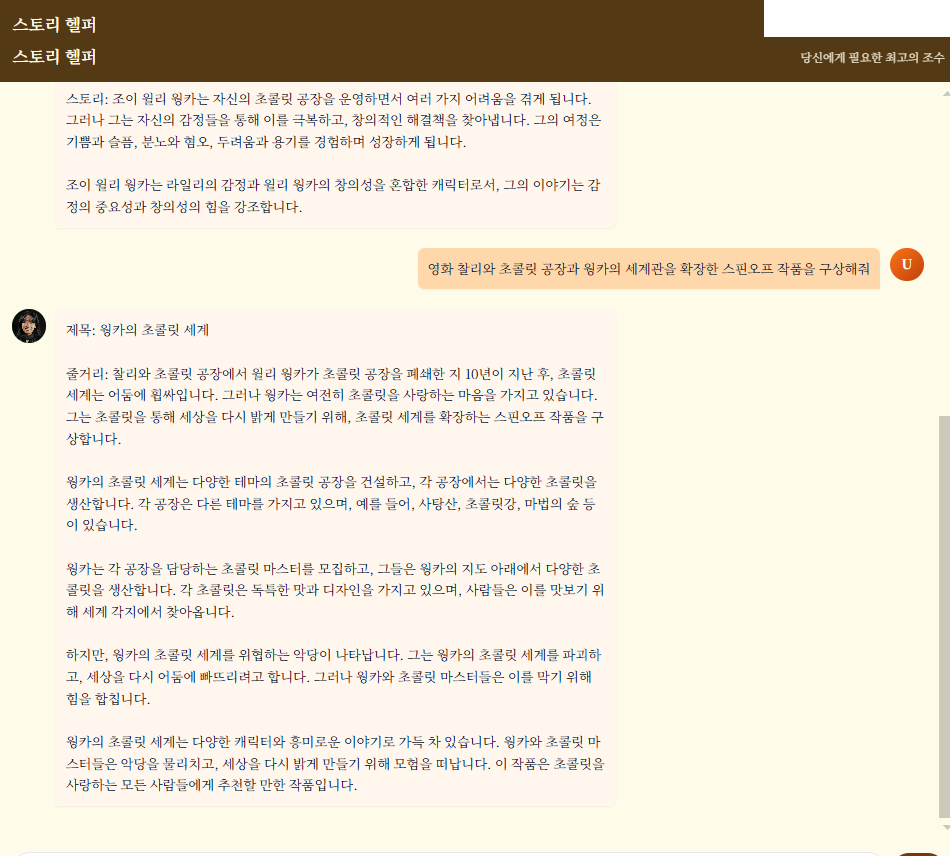 스토리 헬퍼
스토리 헬퍼
당신에게 필요한 최고의 조수
스토리: 조이 윌리 웡카는 자신의 초콜릿 공장을 운영하면서 여러 가지 어려움을 겪게 됩니다.
그러나 그는 자신의 감정들을 통해 이를 극복하고, 창의적인 해결책을 찾아냅니다. 그의 여정은
기쁨과 슬픔, 분노와 혐오, 두려움과 용기를 경험하며 성장하게 됩니다.
조이 윌리 웡카는 라일리의 감정과 윌리 웡카의 창의성을 혼합한 캐릭터로서, 그의 이야기는 감
정의 중요성과 창의성의 힘을 강조합니다.
영화 찰리와 초콜릿 공장과 웡카의 세계관을 확장한 스핀오프 작품을 구상해줘
U
제목: 웡카의 초콜릿 세계
줄거리: 찰리와 초콜릿 공장에서 윌리 웡카가 초콜릿 공장을 폐쇄한 지 10년이 지난 후, 초콜릿
세계는 어둠에 휩싸입니다. 그러나 웡카는 여전히 초콜릿을 사랑하는 마음을 가지고 있습니다.
그는 초콜릿을 통해 세상을 다시 밝게 만들기 위해, 초콜릿 세계를 확장하는 스핀오프 작품을 구
상합니다.
웡카의 초콜릿 세계는 다양한 테마의 초콜릿 공장을 건설하고, 각 공장에서는 다양한 초콜릿을
생산합니다. 각 공장은 다른 테마를 가지고 있으며, 예를 들어, 사탕산, 초콜릿강, 마법의 숲 등
이 있습니다.
웡카는 각 공장을 담당하는 초콜릿 마스터를 모집하고, 그들은 웡카의 지도 아래에서 다양한 초
콜릿을 생산합니다. 각 초콜릿은 독특한 맛과 디자인을 가지고 있으며, 사람들은 이를 맛보기 위
해 세계 각지에서 찾아옵니다.
하지만, 웡카의 초콜릿 세계를 위협하는 악당이 나타납니다. 그는 웡카의 초콜릿 세계를 파괴하
고, 세상을 다시 어둠에 빠뜨리려고 합니다. 그러나 웡카와 초콜릿 마스터들은 이를 막기 위해
힘을 합칩니다.
웡카의 초콜릿 세계는 다양한 캐릭터와 흥미로운 이야기로 가득 차 있습니다. 웡카와 초콜릿 마
스터들은 악당을 물리치고, 세상을 다시 밝게 만들기 위해 모험을 떠납니다. 이 작품은 초콜릿을
사랑하는 모든 사람들에게 추천할 만한 작품입니다.